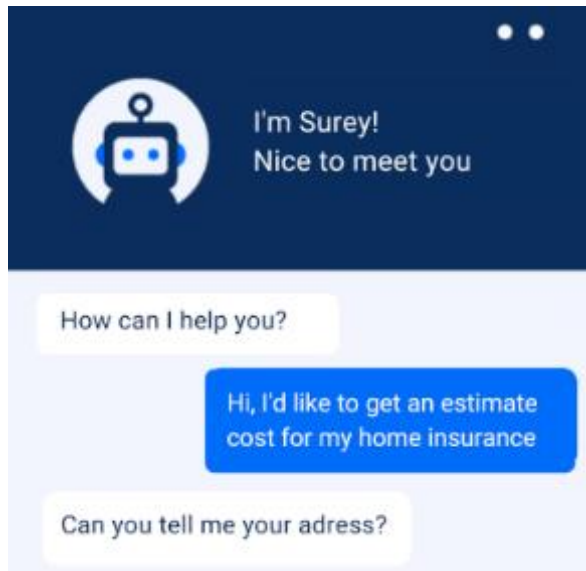 I'm Surey!
Nice to meet you
How can I help you?
Hi, I'd like to get an estimate
cost for my home insurance
Can you tell me your adress?